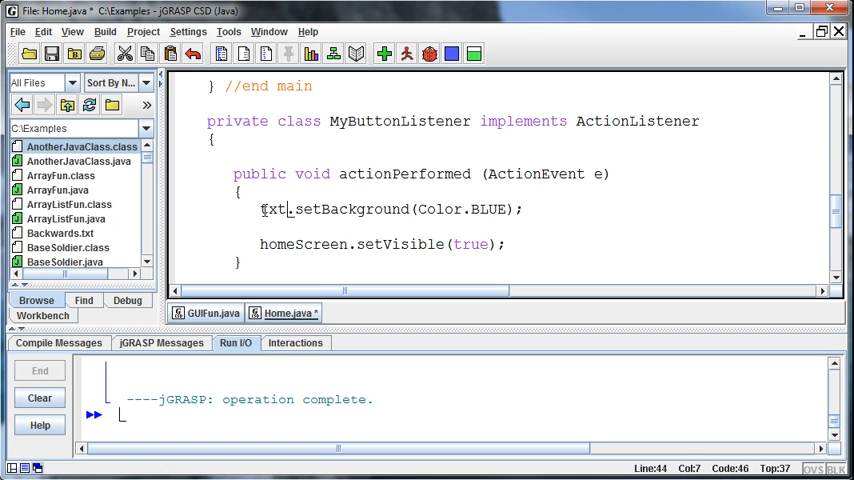 File: Home.java * C:\Examples - jGRASP CSD (Java)
File Edit View Build Project Settings Tools Window Help
All Files Sort By N...
C:\Examples
AnotherJavaClass.class
AnotherJavaClass.java
ArrayFun.class
ArrayFun.java
ArrayListFun.class
ArrayListFun.java
Backwards.txt
BaseSoldier.class
BaseSoldier.java
Browse Find Debug
Workbench
} //end main
private class MyButtonListener implements ActionListener
{
public void actionPerformed (ActionEvent e)
{
txt.setBackground(Color.BLUE);
homeScreen.setVisible(true);
}
GUIFun.java Home.java *
Compile Messages jGRASP Messages Run I/O Interactions
End
Clear
Help
----jGRASP: operation complete.
Line:44 Col:7 Code:46 Top:37 OVS BLK